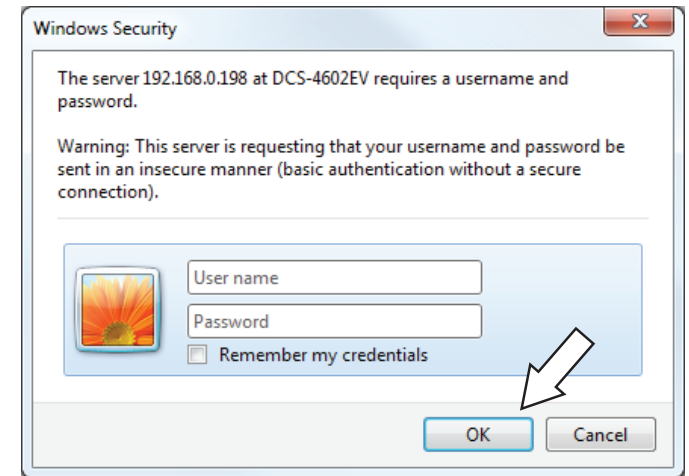 Windows Security
The server 192.168.0.198 at DCS-4602EV requires a username and
password.
Warning: This server is requesting that your username and password be
sent in an insecure manner (basic authentication without a secure
connection).
User name
Password
Remember my credentials
OK
Cancel